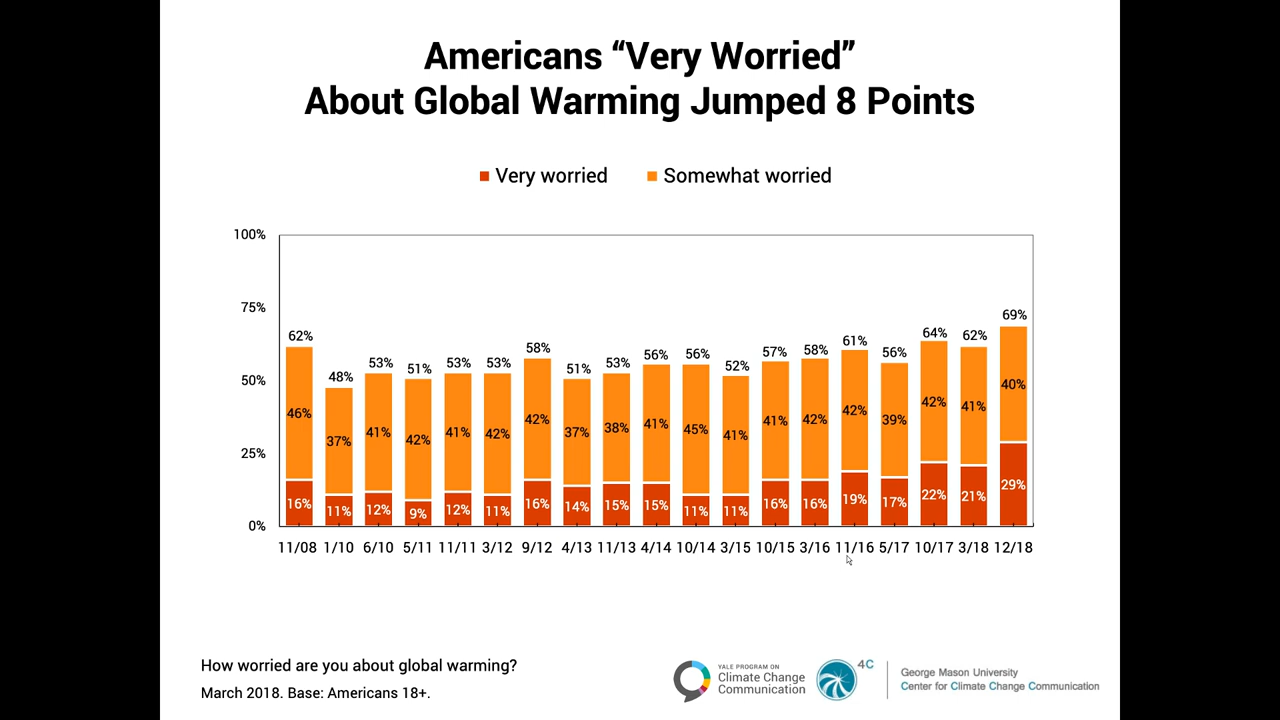 Americans “Very Worried”
About Global Warming Jumped 8 Points
Very worried Somewhat worried
100%
75%
50%
25%
0%
62% 48% 53% 51% 53% 53% 58% 51% 53% 56% 56% 52% 57% 58% 61% 56% 64% 62% 69%
46% 37% 41% 42% 41% 42% 42% 37% 38% 41% 45% 41% 41% 42% 42% 39% 42% 41% 40%
16% 11% 12% 9% 12% 11% 16% 14% 15% 15% 11% 11% 16% 16% 19% 17% 22% 21% 29%
11/08 1/10 6/10 5/11 11/11 3/12 9/12 4/13 11/13 4/14 10/14 3/15 10/15 3/16 11/16 5/17 10/17 3/18 12/18
How worried are you about global warming?
March 2018. Base: Americans 18+.
YALE PROGRAM ON
Climate Change
Communication
4C
George Mason University
Center for Climate Change Communication